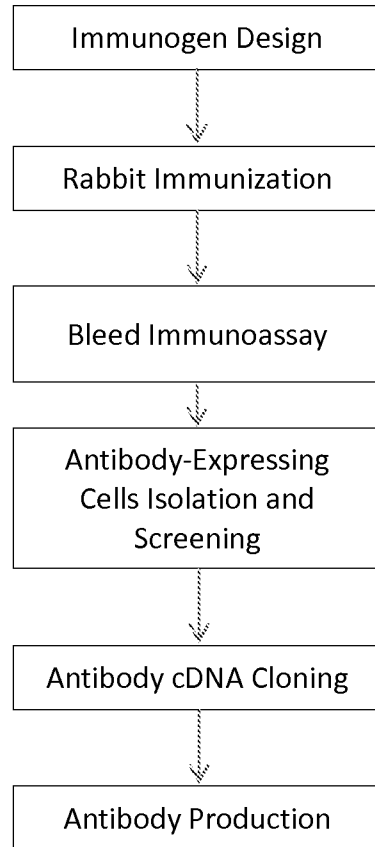 Immunogen Design
Rabbit Immunization
Bleed Immunoassay
Antibody-Expressing
Cells Isolation and
Screening
Antibody cDNA Cloning
Antibody Production